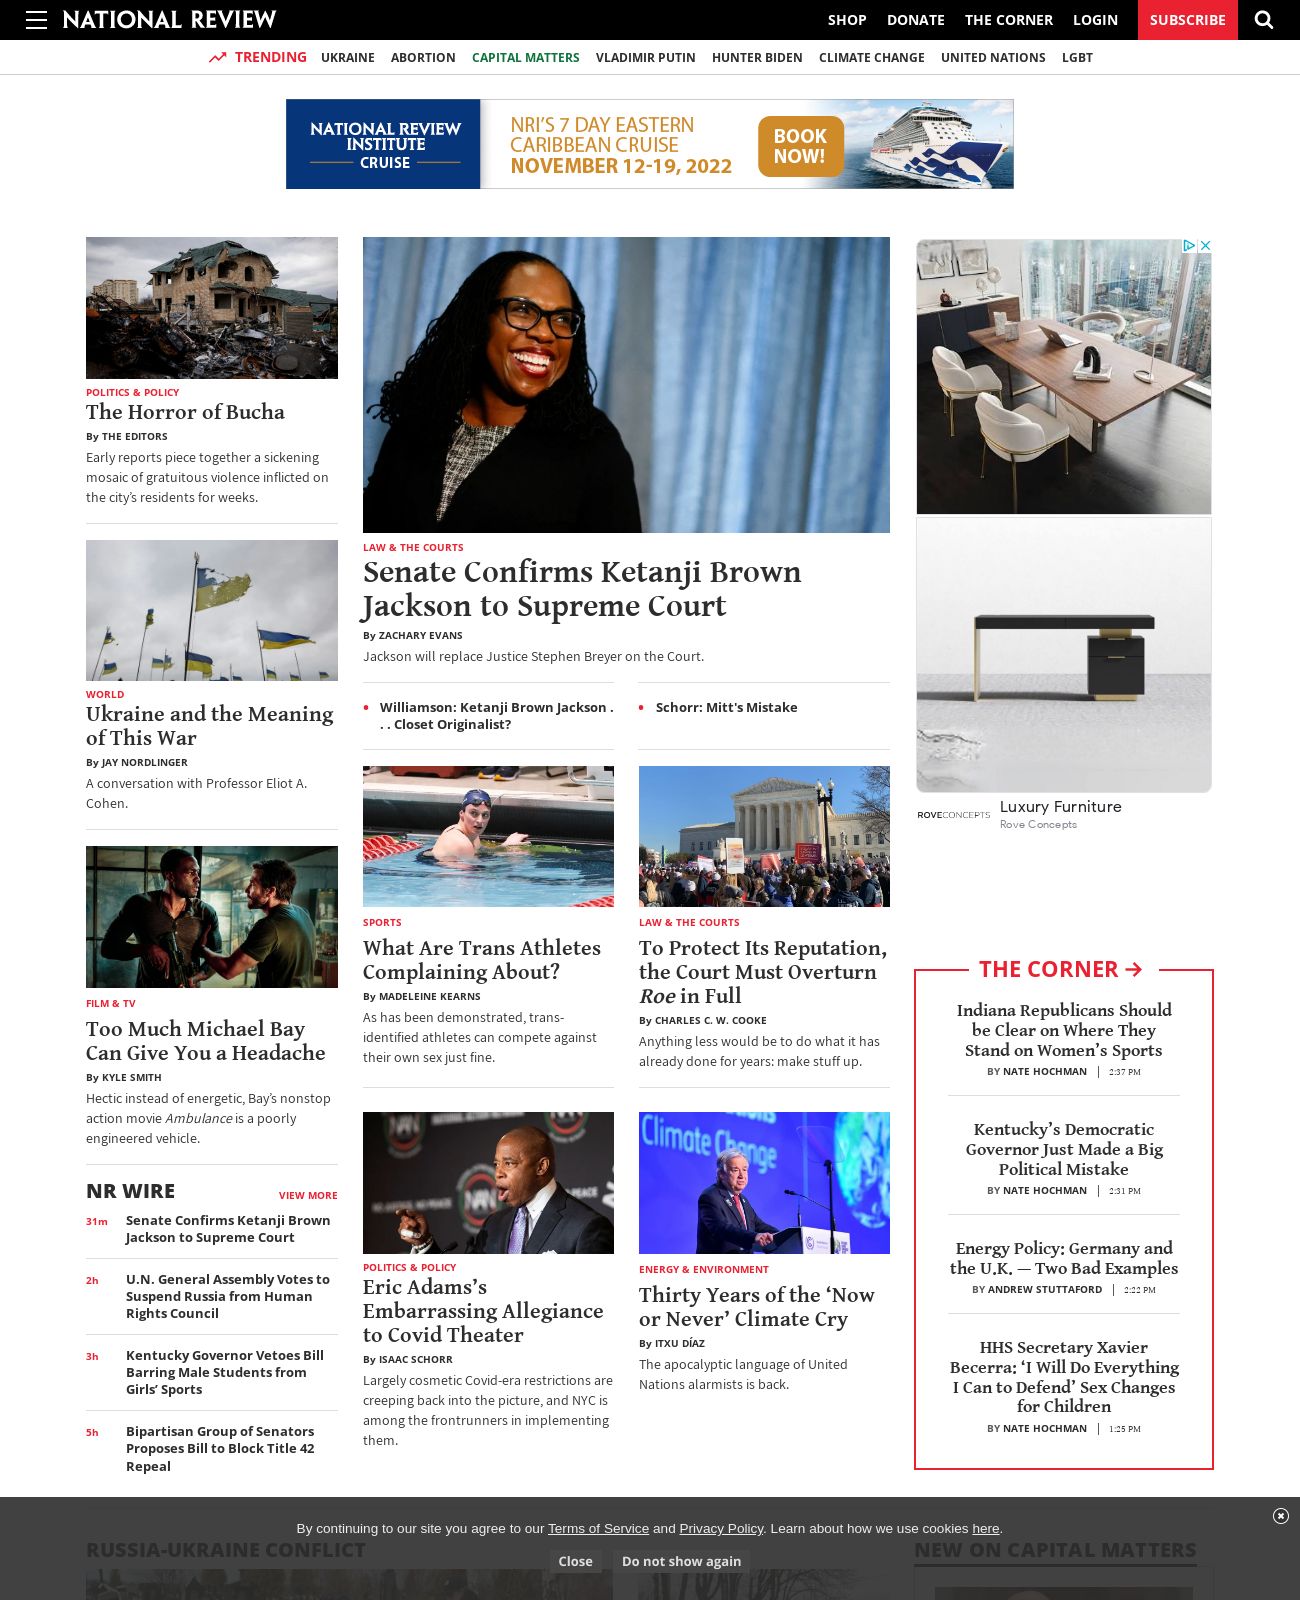 NATIONAL REVIEW
SHOP DONATE THE CORNER LOGIN SUBSCRIBE
TRENDING UKRAINE ABORTION CAPITAL MATTERS VLADIMIR PUTIN HUNTER BIDEN CLIMATE CHANGE UNITED NATIONS LGBT
NATIONAL REVIEW
INSTITUTE
CRUISE
NRI'S 7 DAY EASTERN
CARIBBEAN CRUISE
NOVEMBER 12-19, 2022
BOOK
NOW!
POLITICS & POLICY
The Horror of Bucha
By THE EDITORS
Early reports piece together a sickening
mosaic of gratuitous violence inflicted on
the city’s residents for weeks.
WORLD
Ukraine and the Meaning
of This War
By JAY NORDLINGER
A conversation with Professor Eliot A.
Cohen.
FILM & TV
Too Much Michael Bay
Can Give You a Headache
By KYLE SMITH
Hectic instead of energetic, Bay’s nonstop
action movie Ambulance is a poorly
engineered vehicle.
NR WIRE
VIEW MORE
31m Senate Confirms Ketanji Brown
Jackson to Supreme Court
2h U.N. General Assembly Votes to
Suspend Russia from Human
Rights Council
3h Kentucky Governor Vetoes Bill
Barring Male Students from
Girls’ Sports
5h Bipartisan Group of Senators
Proposes Bill to Block Title 42
Repeal
LAW & THE COURTS
Senate Confirms Ketanji Brown
Jackson to Supreme Court
By ZACHARY EVANS
Jackson will replace Justice Stephen Breyer on the Court.
• Williamson: Ketanji Brown Jackson .
. . Closet Originalist?
• Schorr: Mitt's Mistake
SPORTS
What Are Trans Athletes
Complaining About?
By MADELEINE KEARNS
As has been demonstrated, trans-
identified athletes can compete against
their own sex just fine.
LAW & THE COURTS
To Protect Its Reputation,
the Court Must Overturn
Roe in Full
By CHARLES C. W. COOKE
Anything less would be to do what it has
already done for years: make stuff up.
POLITICS & POLICY
Eric Adams’s
Embarrassing Allegiance
to Covid Theater
By ISAAC SCHORR
Largely cosmetic Covid-era restrictions are
creeping back into the picture, and NYC is
among the frontrunners in implementing
them.
Climate Change
ENERGY & ENVIRONMENT
Thirty Years of the ‘Now
or Never’ Climate Cry
By ITXU DÍAZ
The apocalyptic language of United
Nations alarmists is back.
ROVECONCEPTS
Luxury Furniture
Rove Concepts
THE CORNER
Indiana Republicans Should
be Clear on Where They
Stand on Women’s Sports
BY NATE HOCHMAN | 2:37 PM
Kentucky’s Democratic
Governor Just Made a Big
Political Mistake
BY NATE HOCHMAN | 2:31 PM
Energy Policy: Germany and
the U.K. — Two Bad Examples
BY ANDREW STUTTAFORD | 2:22 PM
HHS Secretary Xavier
Becerra: ‘I Will Do Everything
I Can to Defend’ Sex Changes
for Children
BY NATE HOCHMAN | 1:25 PM
By continuing to our site you agree to our Terms of Service and Privacy Policy. Learn about how we use cookies here.
Close
Do not show again
RUSSIA-UKRAINE CONFLICT
NEW ON CAPITAL MATTERS